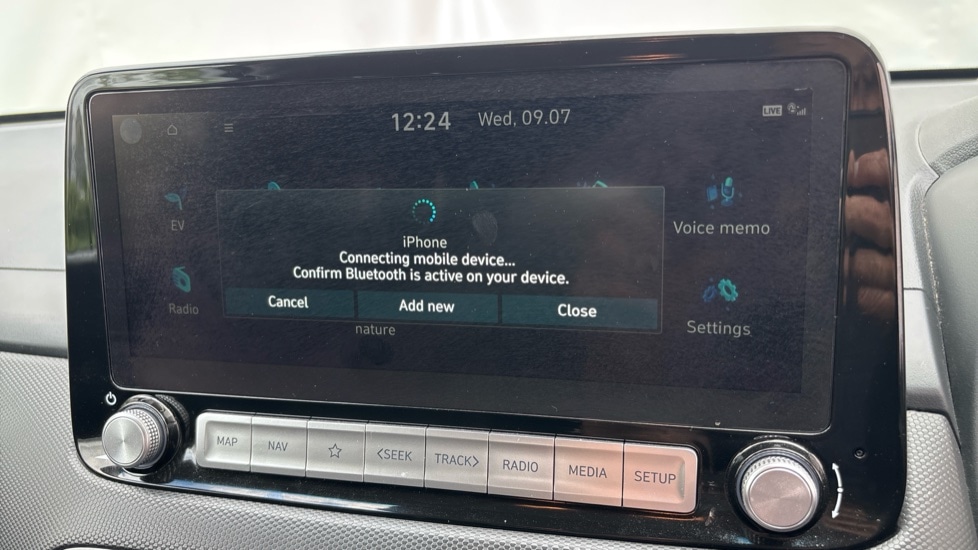 12:24 Wed, 09.07 LIVE
EV
Radio
iPhone
Connecting mobile device...
Confirm Bluetooth is active on your device.
Cancel Add new Close
nature
Voice memo
Settings
MAP NAV <SEEK TRACK> RADIO MEDIA SETUP